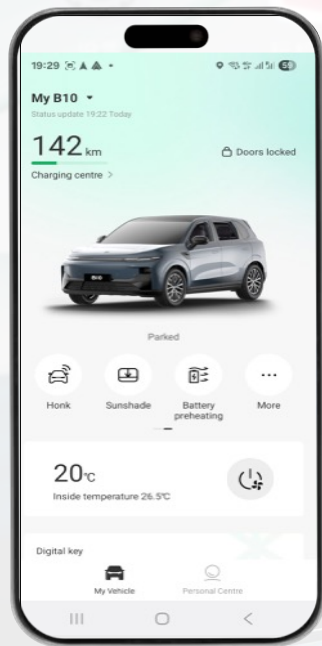 19:29
My B10
Status update 19:22 Today
142 km
Doors locked
Charging centre >
B10
Parked
Honk
Sunshade
Battery
preheating
More
20℃
Inside temperature 26.5℃
Digital key
My Vehicle
Personal Centre